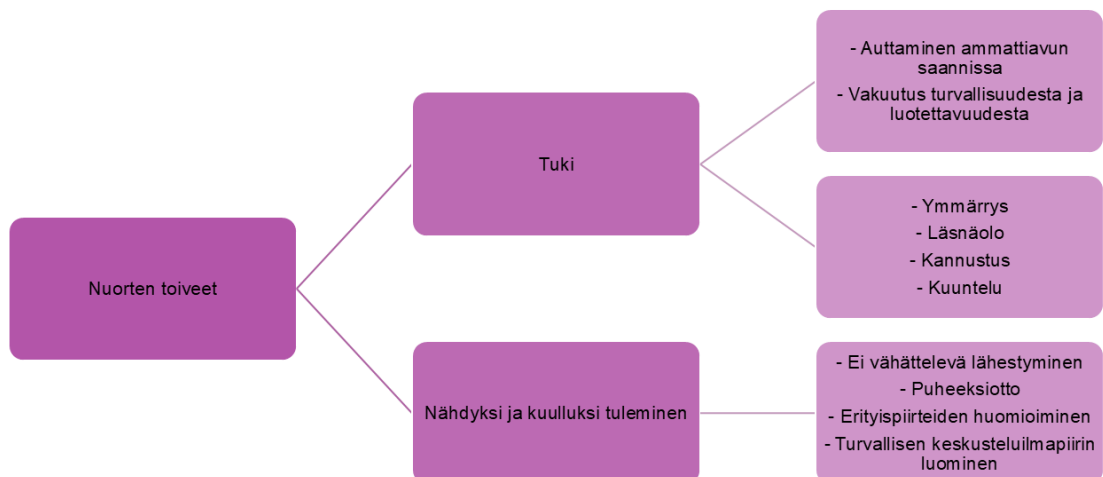 Nuorten toiveet
Tuki
- Auttaminen ammattiavun
saannissa
- Vakuutus turvallisuudesta ja
luotettavuudesta
- Ymmärrys
- Läsnäolo
- Kannustus
- Kuuntelu
Nähdyksi ja kuulluksi tuleminen
- Ei vähättelevä lähestyminen
- Puheeksiotto
- Erityispiirteiden huomioiminen
- Turvallisen keskusteluilmapiirin
luominen